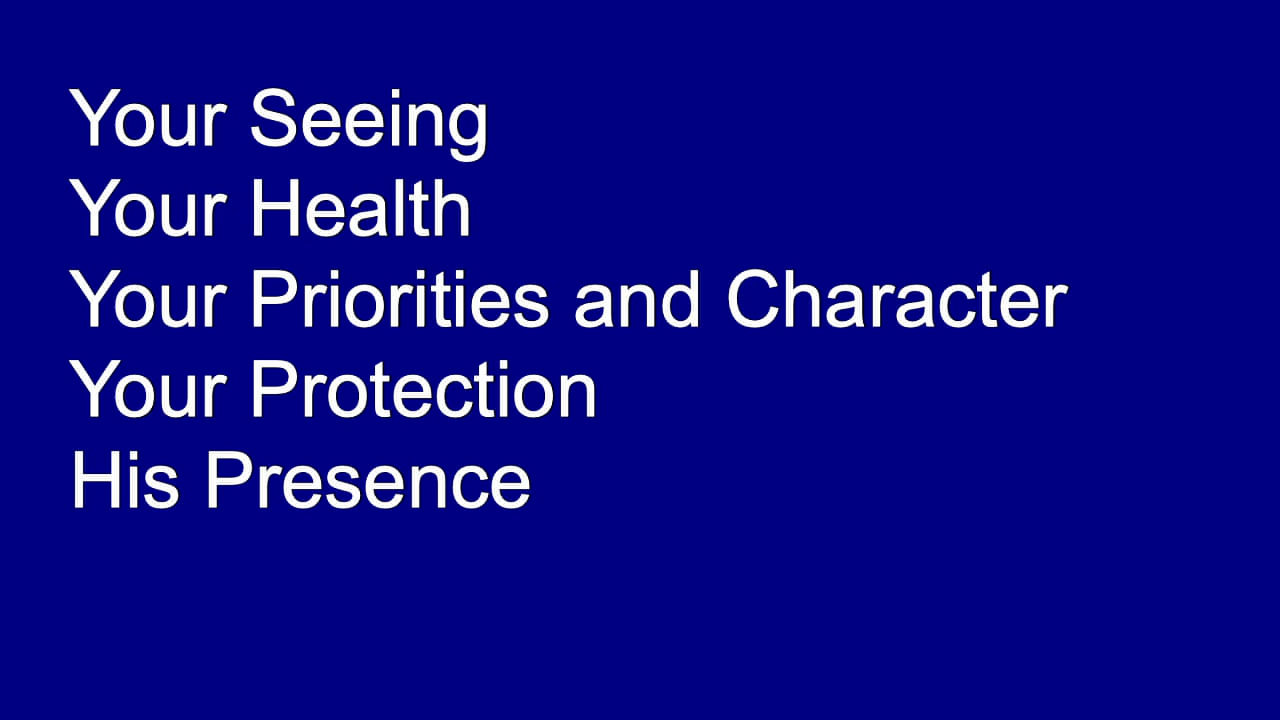 Your Seeing
Your Health
Your Priorities and Character
Your Protection
His Presence